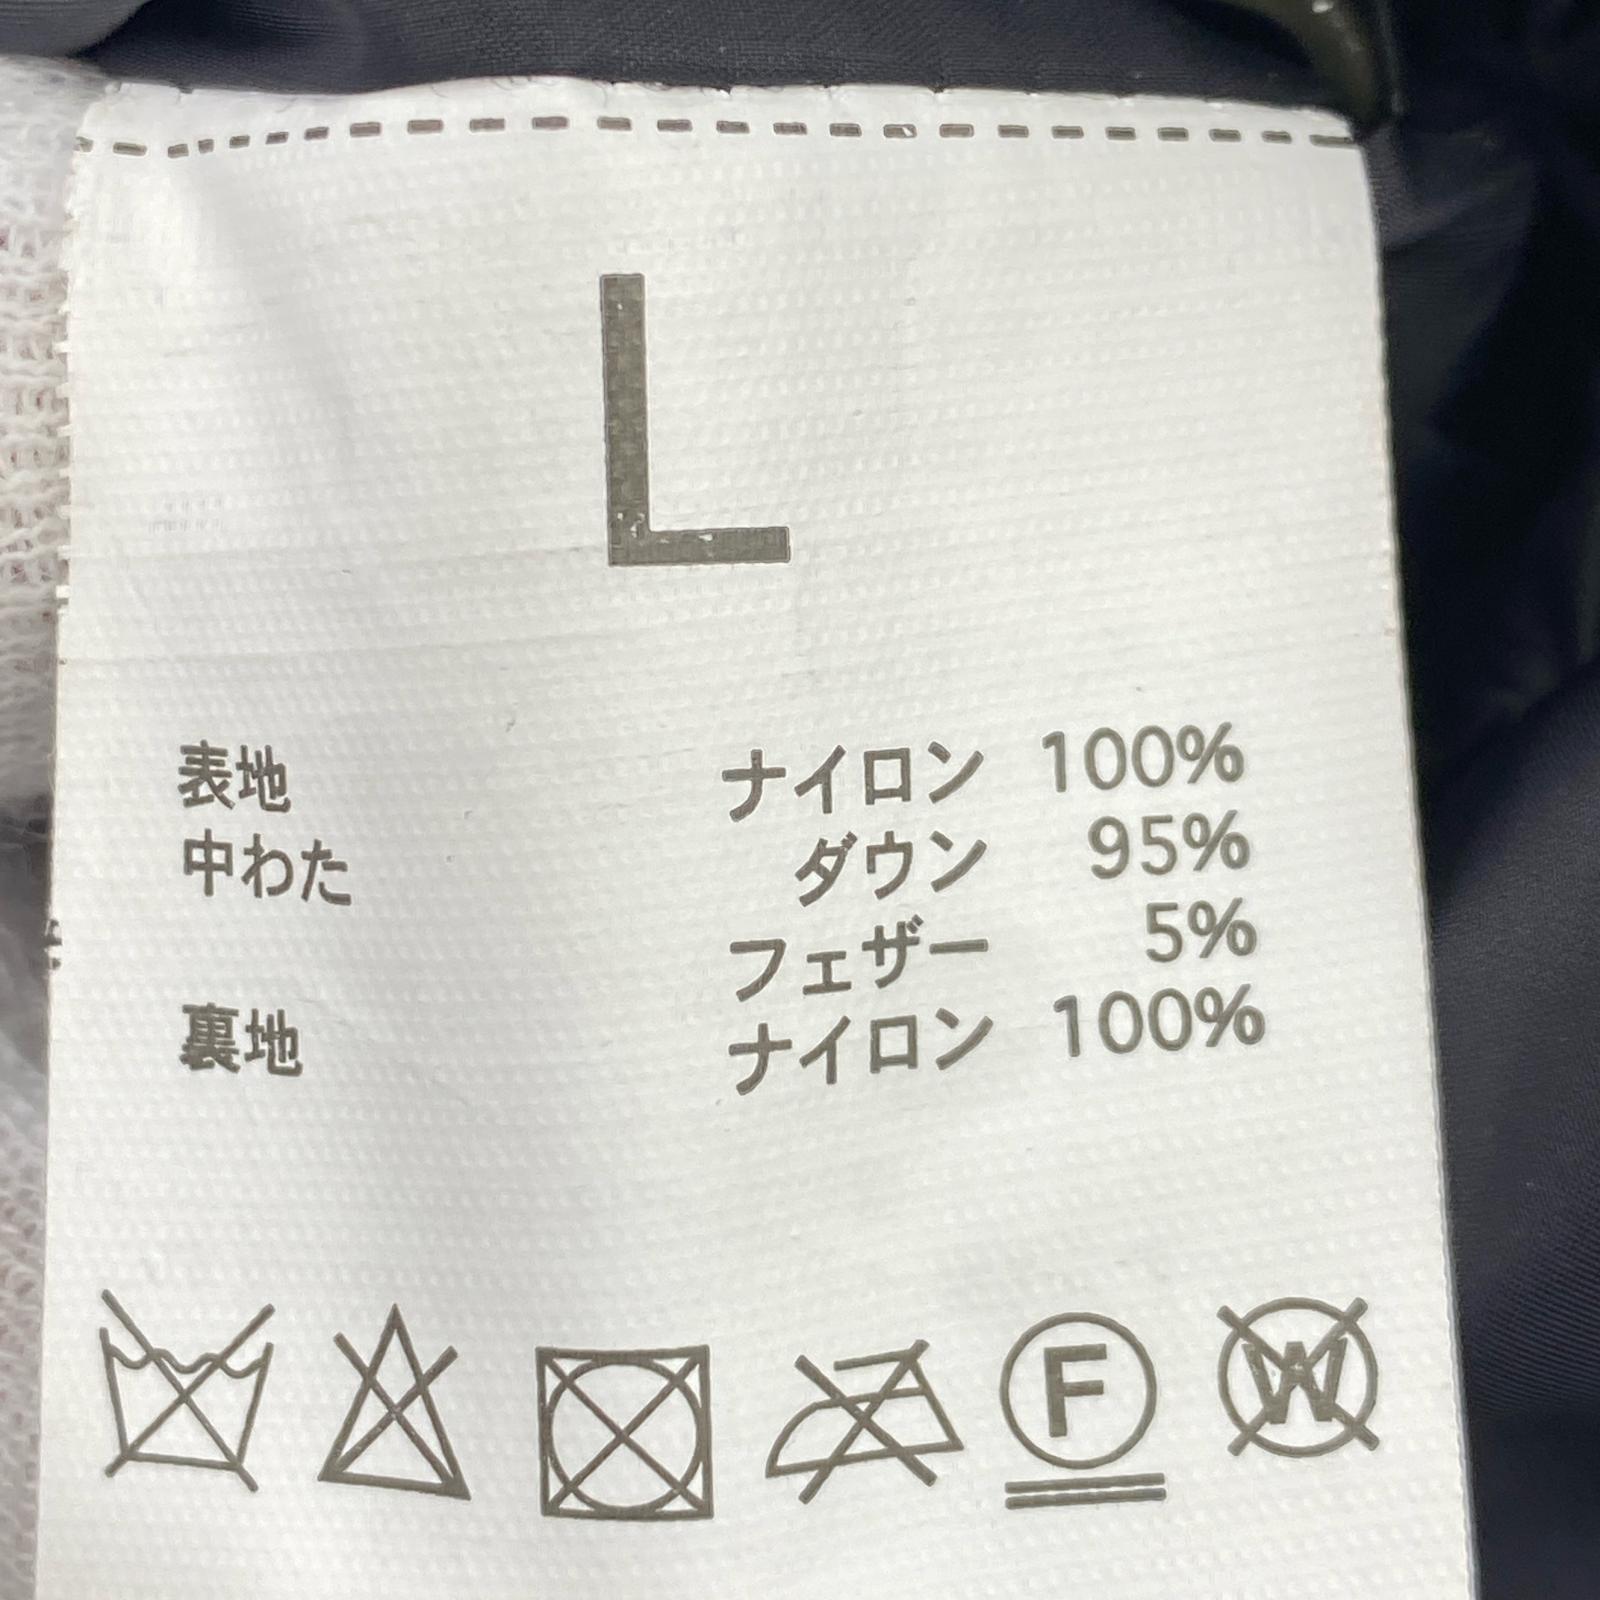 L
表地 ナイロン 100%
中わた ダウン 95%
フェザー 5%
裏地 ナイロン 100%
F W